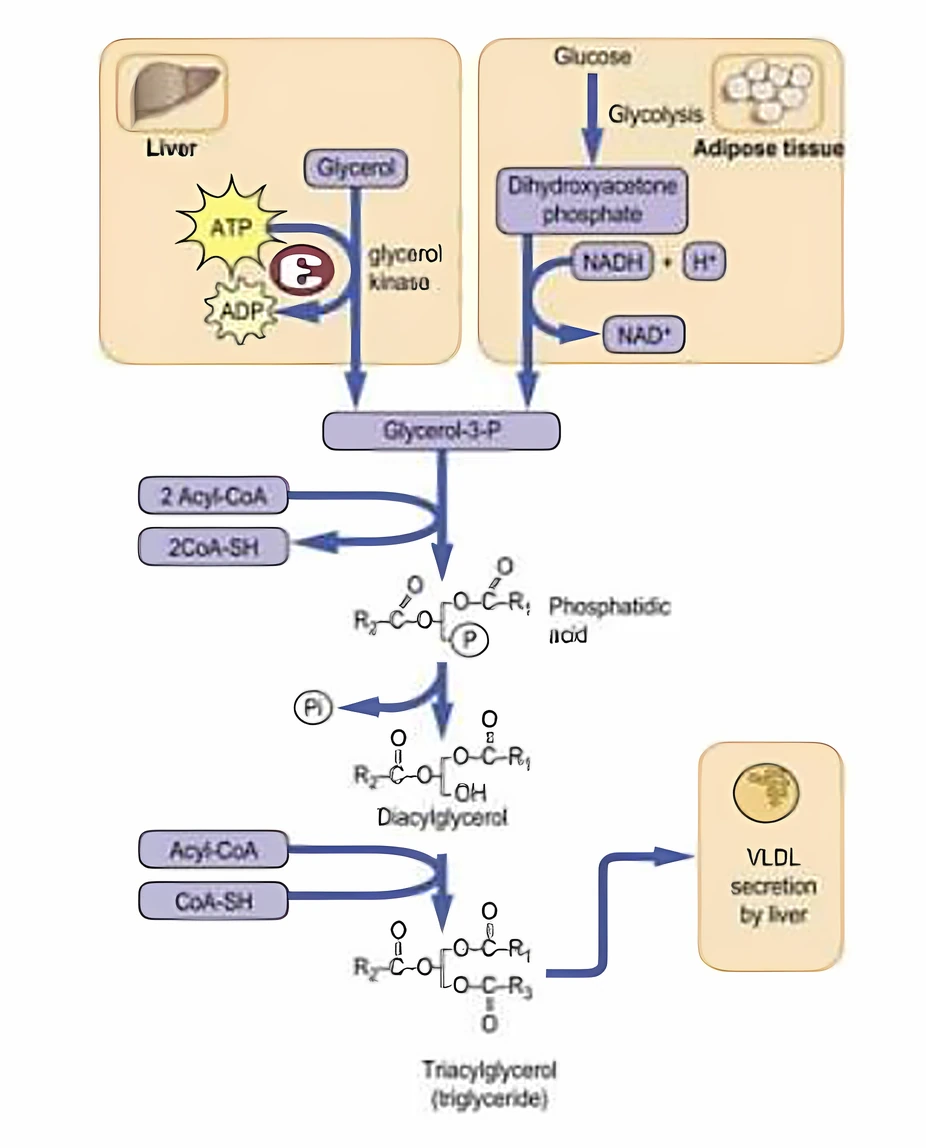 Glucose
Glycolysis
Liver
Adipose tissue
Glycerol
Dihydroxyacetone
phosphate
ATP
glycerol
kinase
NADH + H⁺
ADP
NAD⁺
Glycerol-3-P
2 Acyl-CoA
2CoA-SH
O
O
O-C-R₁
R₂-C-O
P
Phosphatidic
acid
Pi
O
O
O-C-R₁
R₂-C-O
OH
Diacylglycerol
Acyl-CoA
CoA-SH
VLDL
secretion
by liver
O
O
O-C-R₁
R₂-C-O
O-C-R₃
O
Triacylglycerol
(triglyceride)